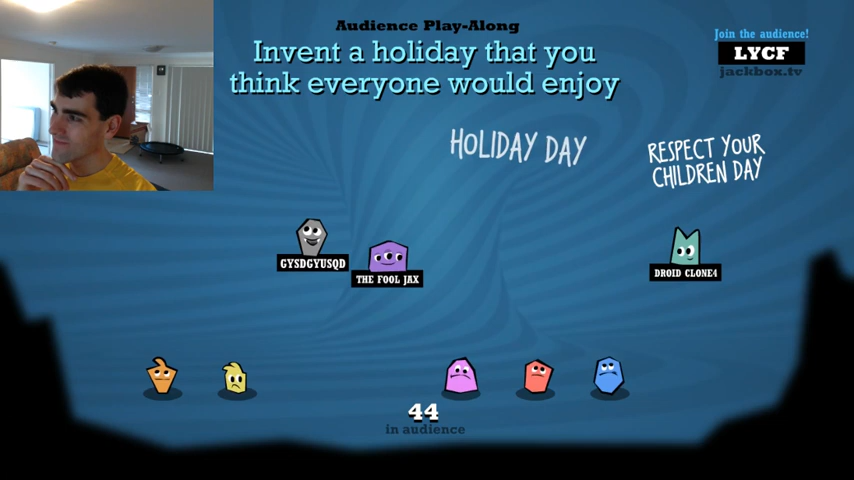 Audience Play-Along
Invent a holiday that you
think everyone would enjoy
Join the audience!
LYCF
jackbox.tv
HOLIDAY DAY
RESPECT YOUR
CHILDREN DAY
GYSDGYUSQD
THE FOOL JAX
DROID CLONE4
44
in audience